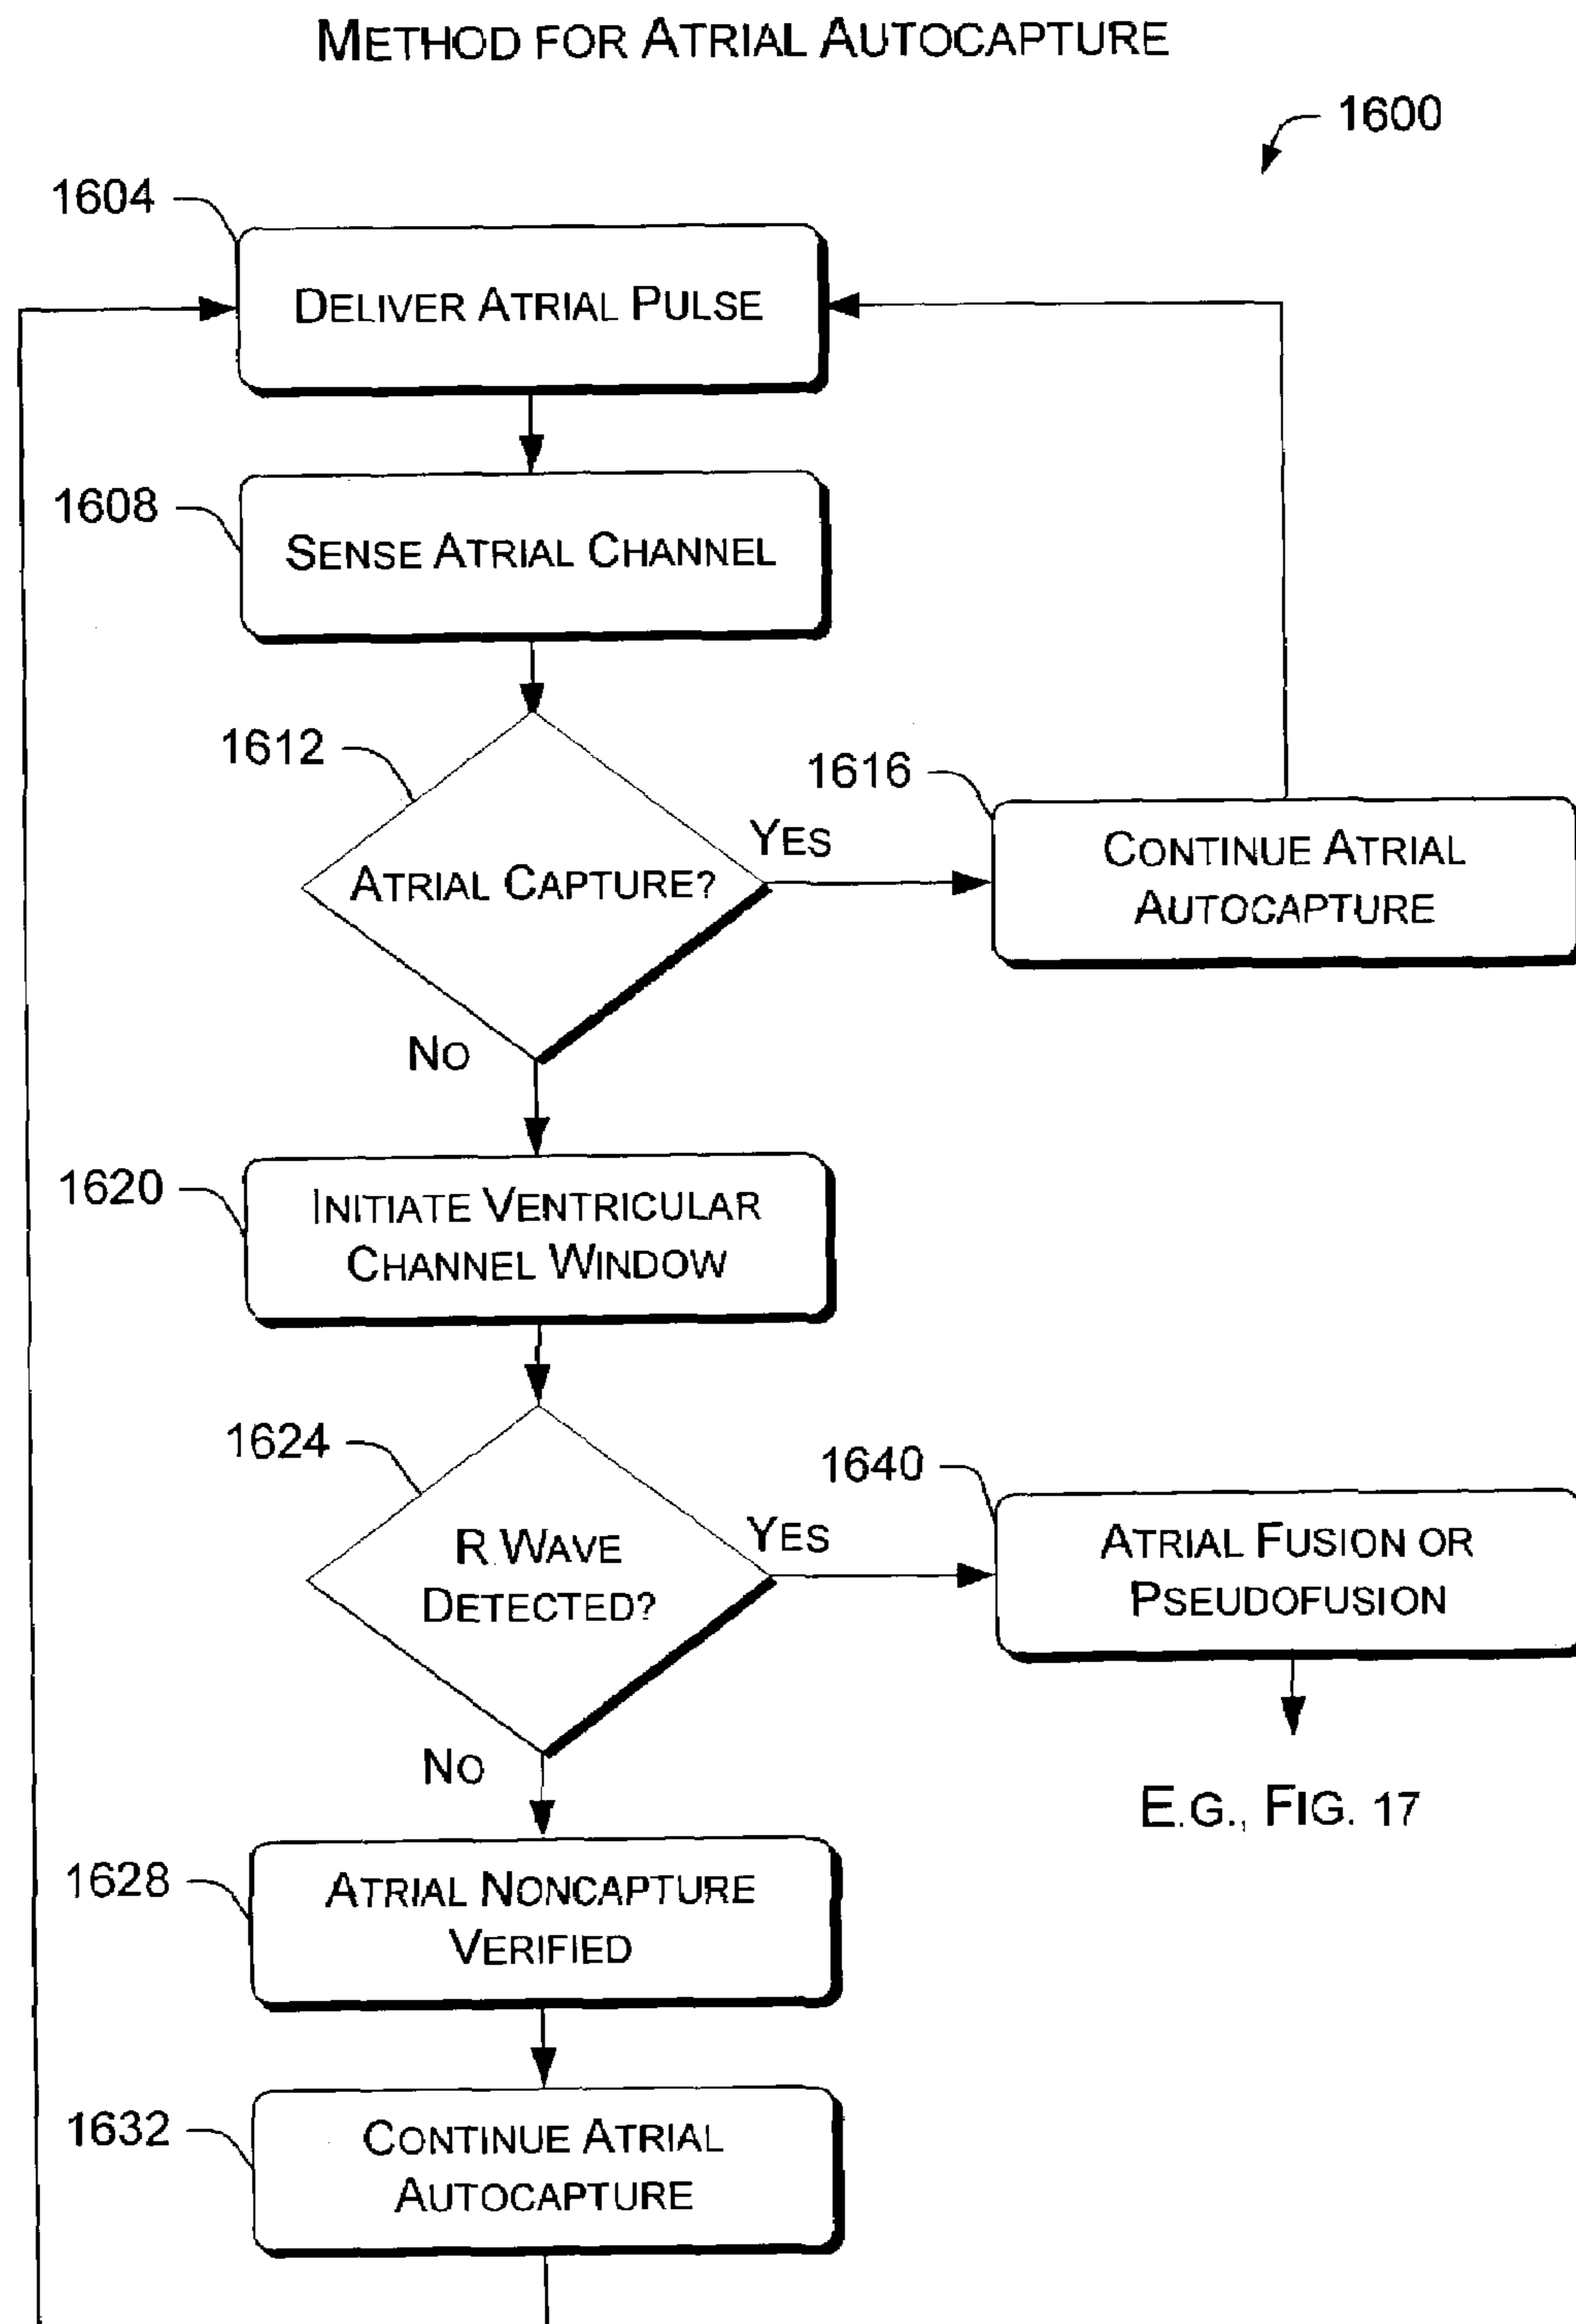 METHOD FOR ATRIAL AUTOCAPTURE
1600
1604
DELIVER ATRIAL PULSE
1608
SENSE ATRIAL CHANNEL
1612
ATRIAL CAPTURE?
YES
1616
CONTINUE ATRIAL
AUTOCAPTURE
NO
1620
INITIATE VENTRICULAR
CHANNEL WINDOW
1624
R WAVE
DETECTED?
YES
1640
ATRIAL FUSION OR
PSEUDOFUSION
E.G., FIG. 17
NO
1628
ATRIAL NONCAPTURE
VERIFIED
1632
CONTINUE ATRIAL
AUTOCAPTURE